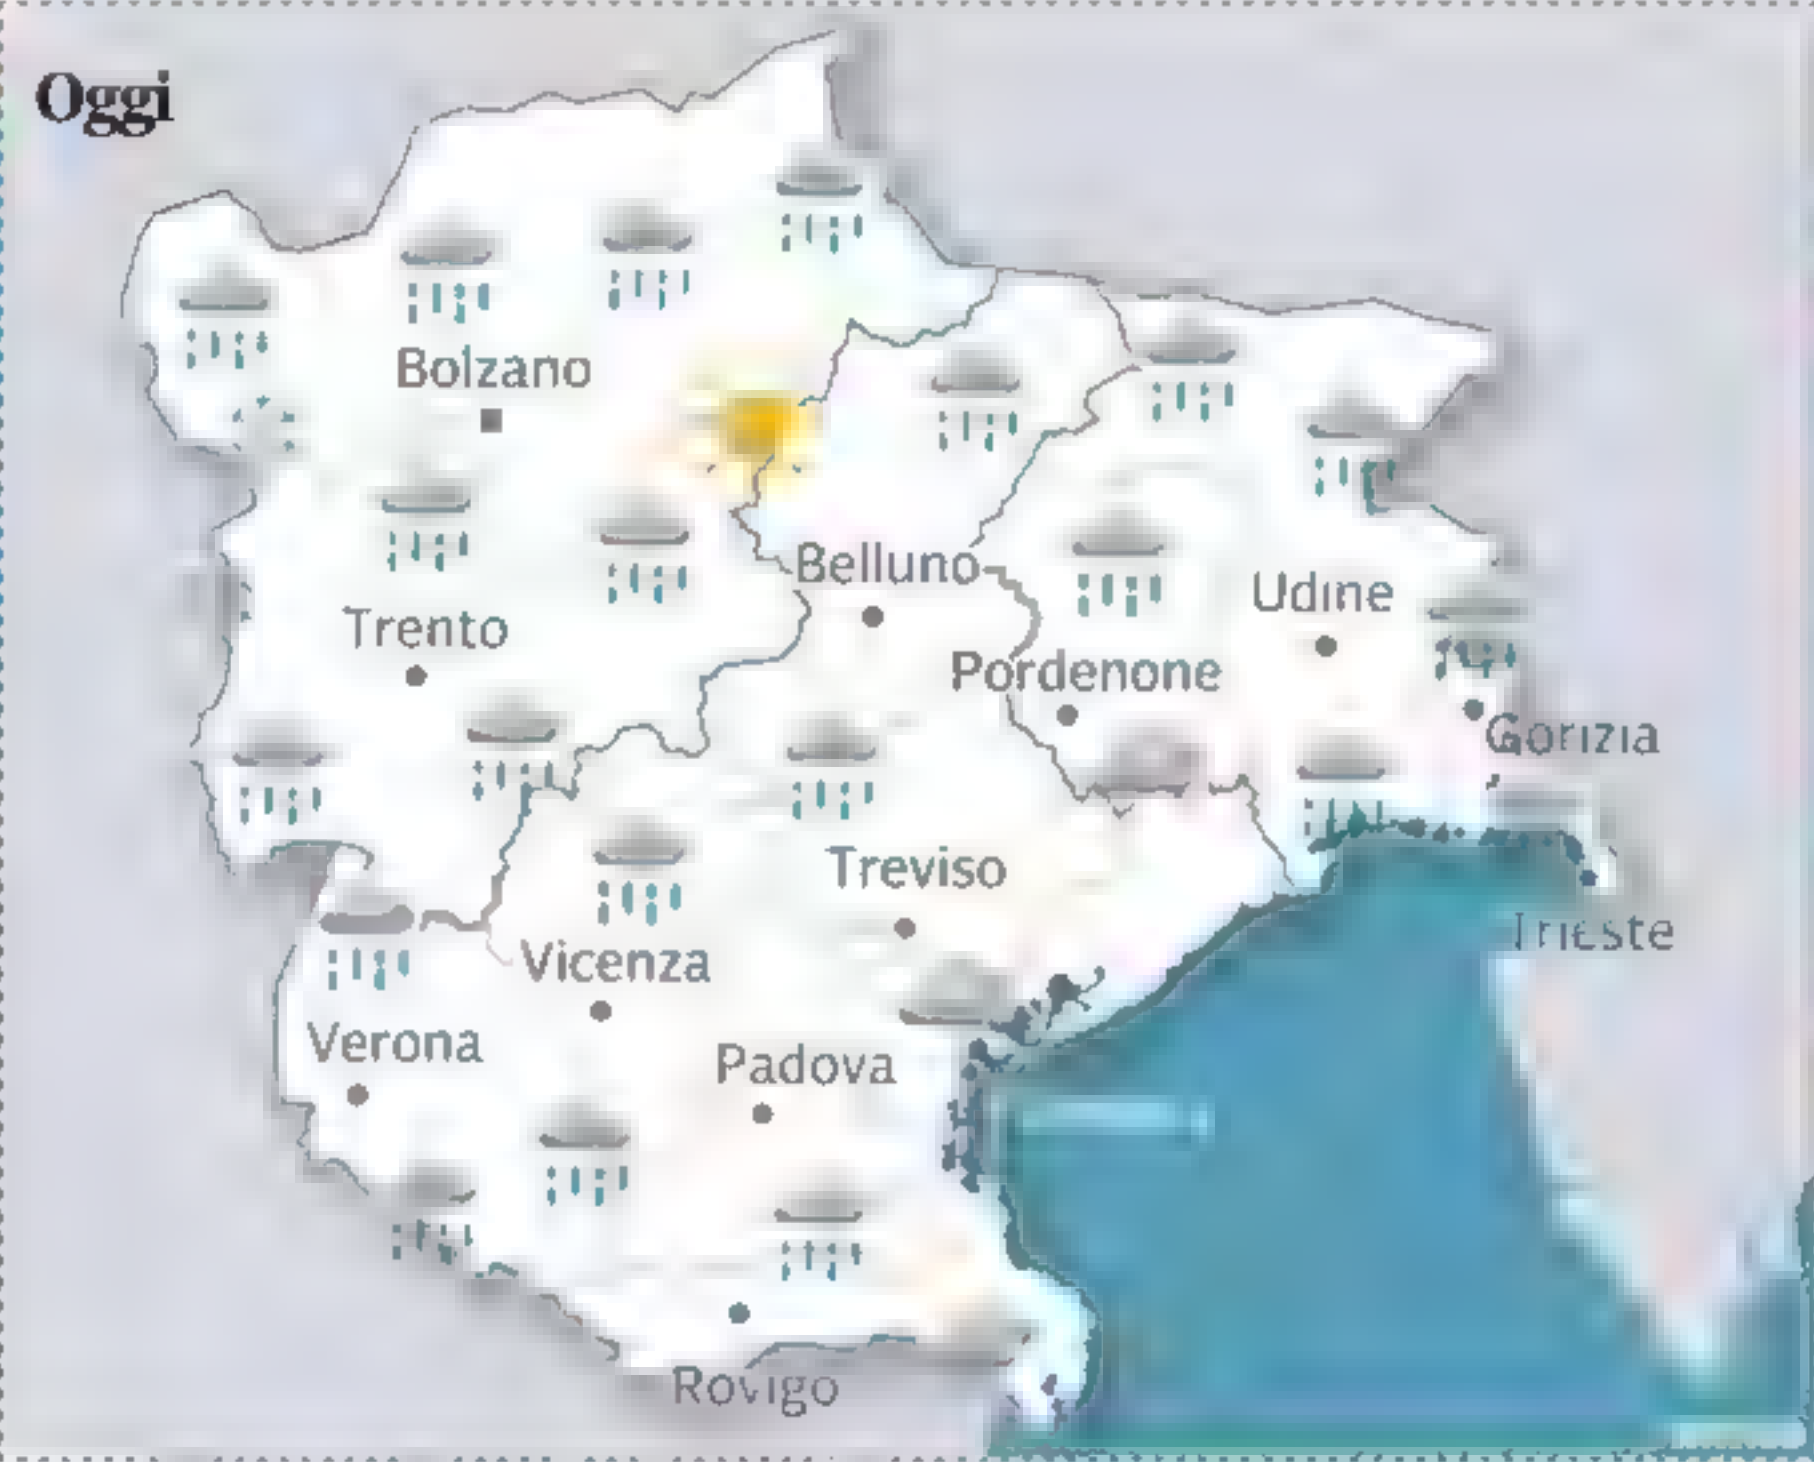 Oggi
Bolzano
Belluno
Udine
Trento
Pordenone
Gorizia
Treviso
Trieste
Vicenza
Verona
Padova
Rovigo